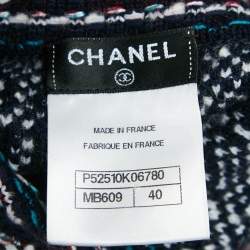 CHANEL
MADE IN FRANCE
FABRIQUE EN FRANCE
P52510K06780
MB609 40